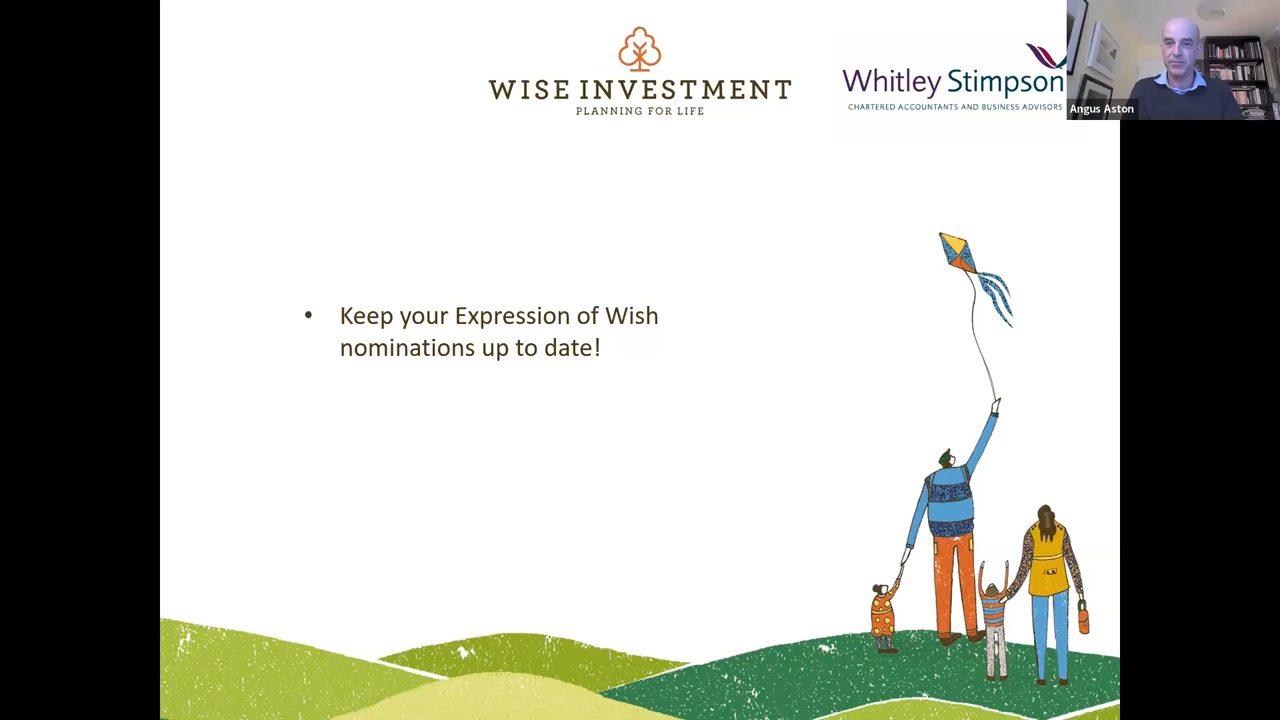 WISE INVESTMENT
PLANNING FOR LIFE
Whitley Stimpson
CHARTERED ACCOUNTANTS AND BUSINESS ADVISORS
Angus Aston
• Keep your Expression of Wish
nominations up to date!